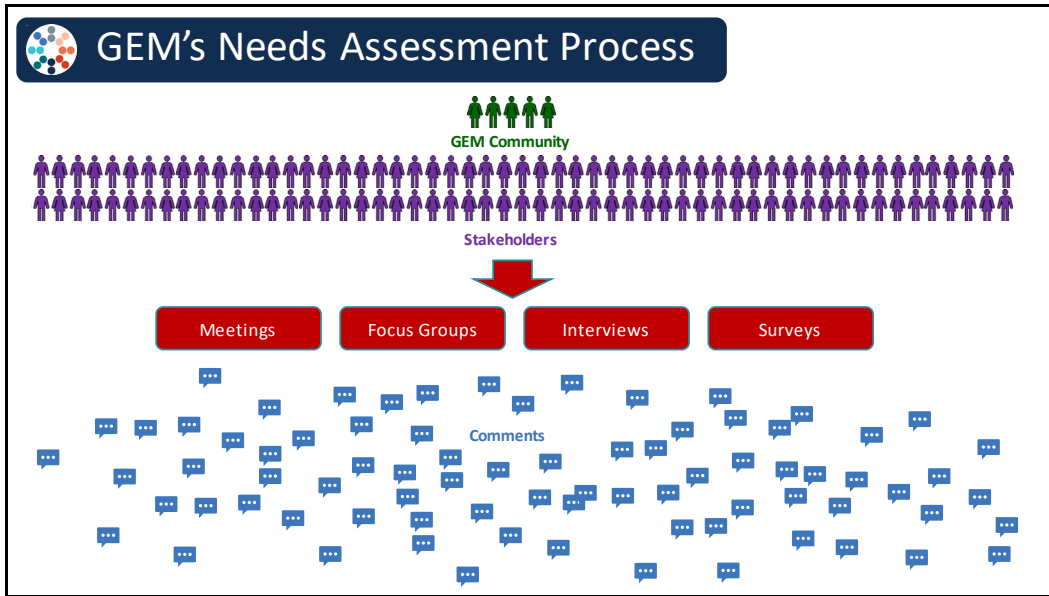 GEM's Needs Assessment Process
GEM Community
Stakeholders
Meetings
Focus Groups
Interviews
Surveys
Comments